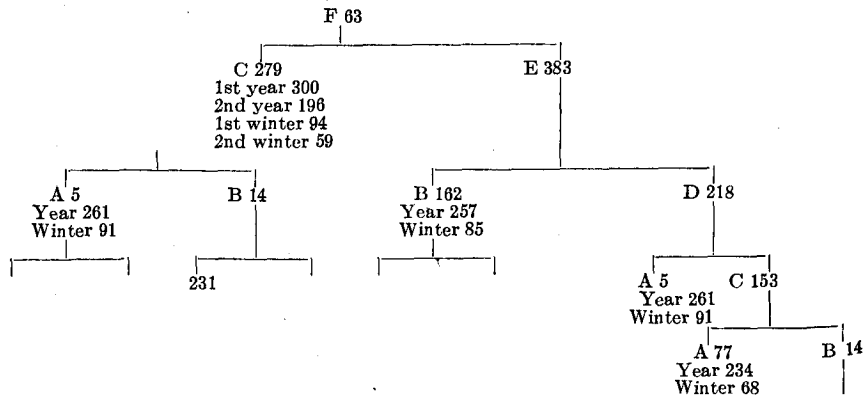 F 63
C 279 E 383
1st year 300
2nd year 196
1st winter 94
2nd winter 59
A 5 B 14 B 162 D 218
Year 261 Year 257
Winter 91 Winter 85
231 A 5 C 153
Year 261
Winter 91
A 77 B 14
Year 234
Winter 68